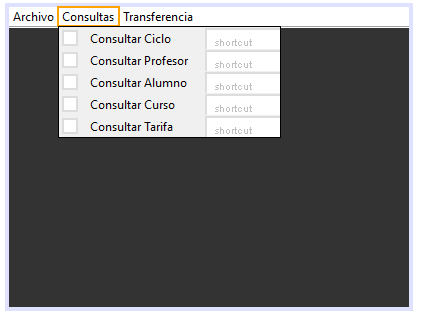 Archivo Consultas Transferencia
Consultar Ciclo shortcut
Consultar Profesor shortcut
Consultar Alumno shortcut
Consultar Curso shortcut
Consultar Tarifa shortcut